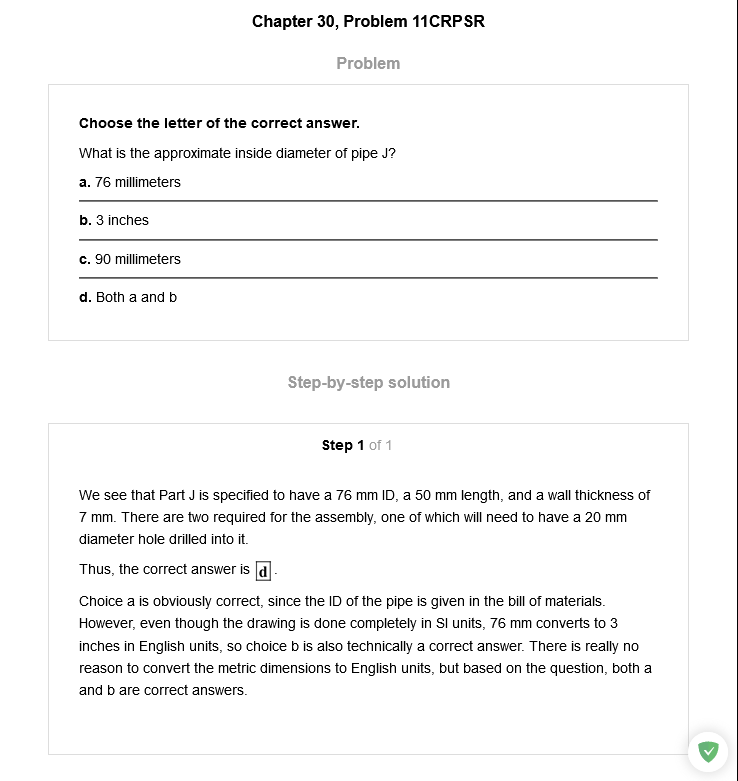 Chapter 30, Problem 11CRPSR
Problem
Choose the letter of the correct answer.
What is the approximate inside diameter of pipe J?
a. 76 millimeters
b. 3 inches
c. 90 millimeters
d. Both a and b
Step-by-step solution
Step 1 of 1
We see that Part J is specified to have a 76 mm ID, a 50 mm length, and a wall thickness of
7 mm. There are two required for the assembly, one of which will need to have a 20 mm
diameter hole drilled into it.
Thus, the correct answer is d.
Choice a is obviously correct, since the ID of the pipe is given in the bill of materials.
However, even though the drawing is done completely in SI units, 76 mm converts to 3
inches in English units, so choice b is also technically a correct answer. There is really no
reason to convert the metric dimensions to English units, but based on the question, both a
and b are correct answers.